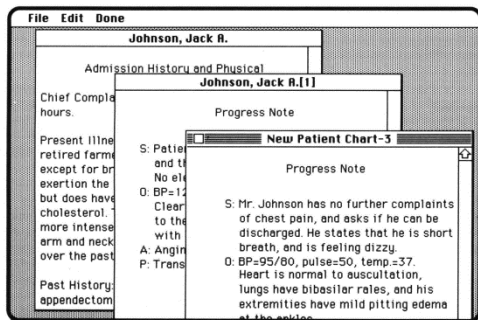 File Edit Done
Johnson, Jack A.
Admission History and Physical
Chief Compla
hours.
Present Illne
retired farme
except for br
exertion the
but does have
cholesterol. T
more intense
arm and neck
over the past
Past History:
appendectom
Johnson, Jack A.[1]
Progress Note
S: Patie
and th
No ele
O: BP=12
Clear
to the
with
A: Angin
P: Trans
New Patient Chart-3
Progress Note
S: Mr. Johnson has no further complaints
of chest pain, and asks if he can be
discharged. He states that he is short
breath, and is feeling dizzy.
O: BP=95/80, pulse=50, temp.=37.
Heart is normal to auscultation,
lungs have bibasilar rales, and his
extremities have mild pitting edema
at the ankles